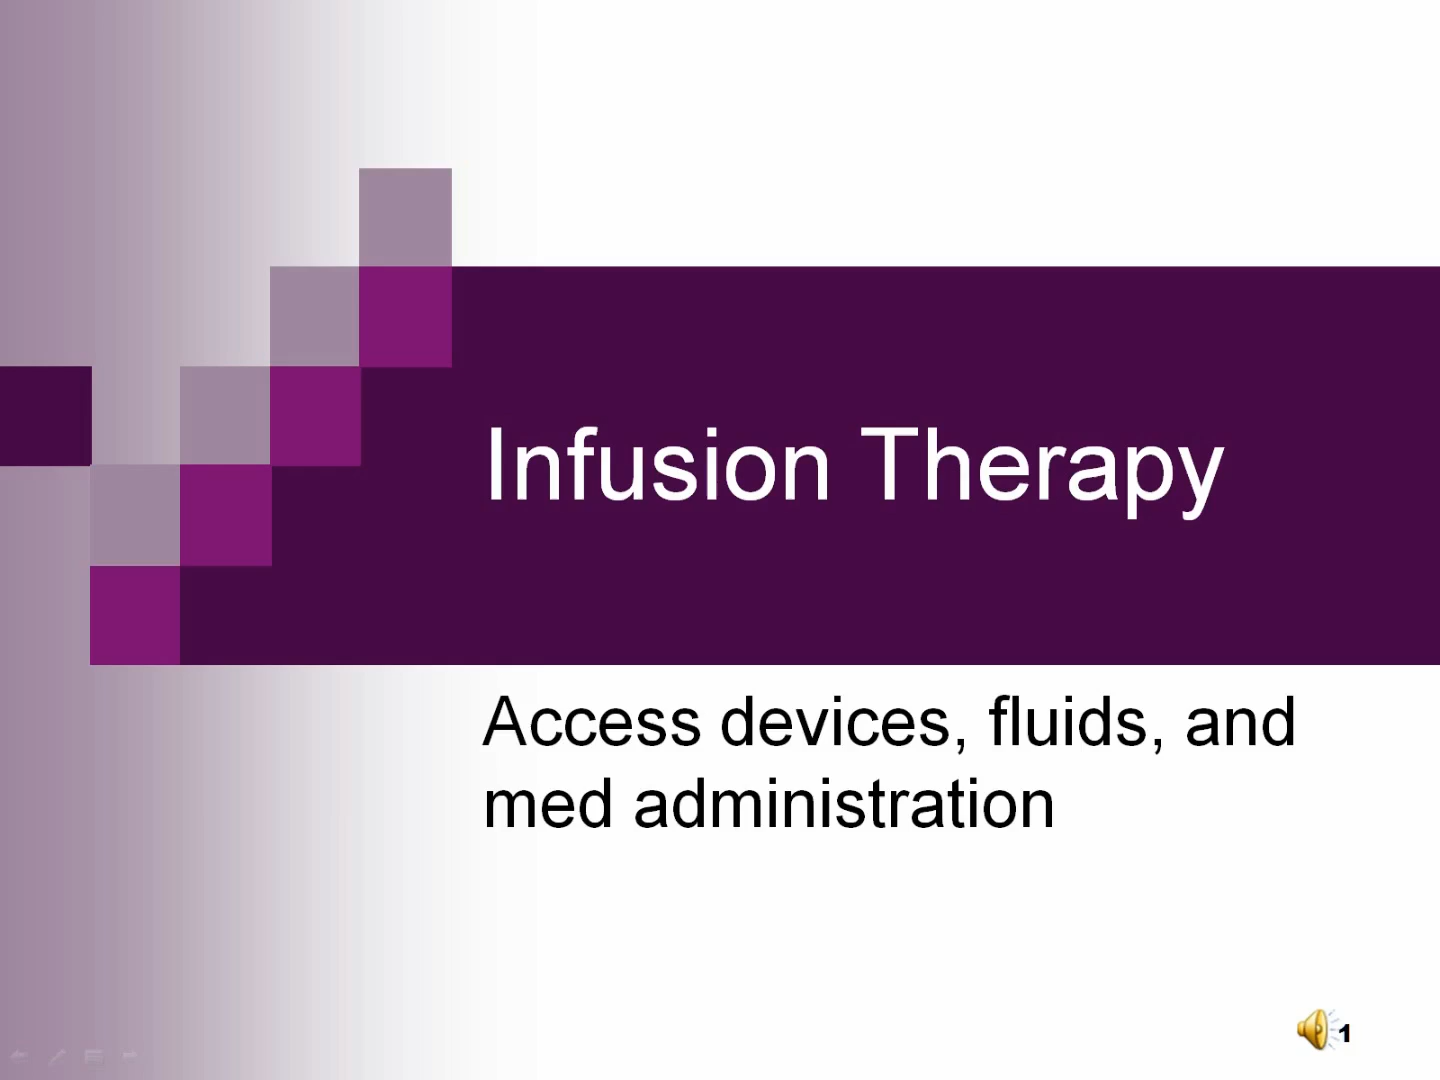 Infusion Therapy
Access devices, fluids, and
med administration
1